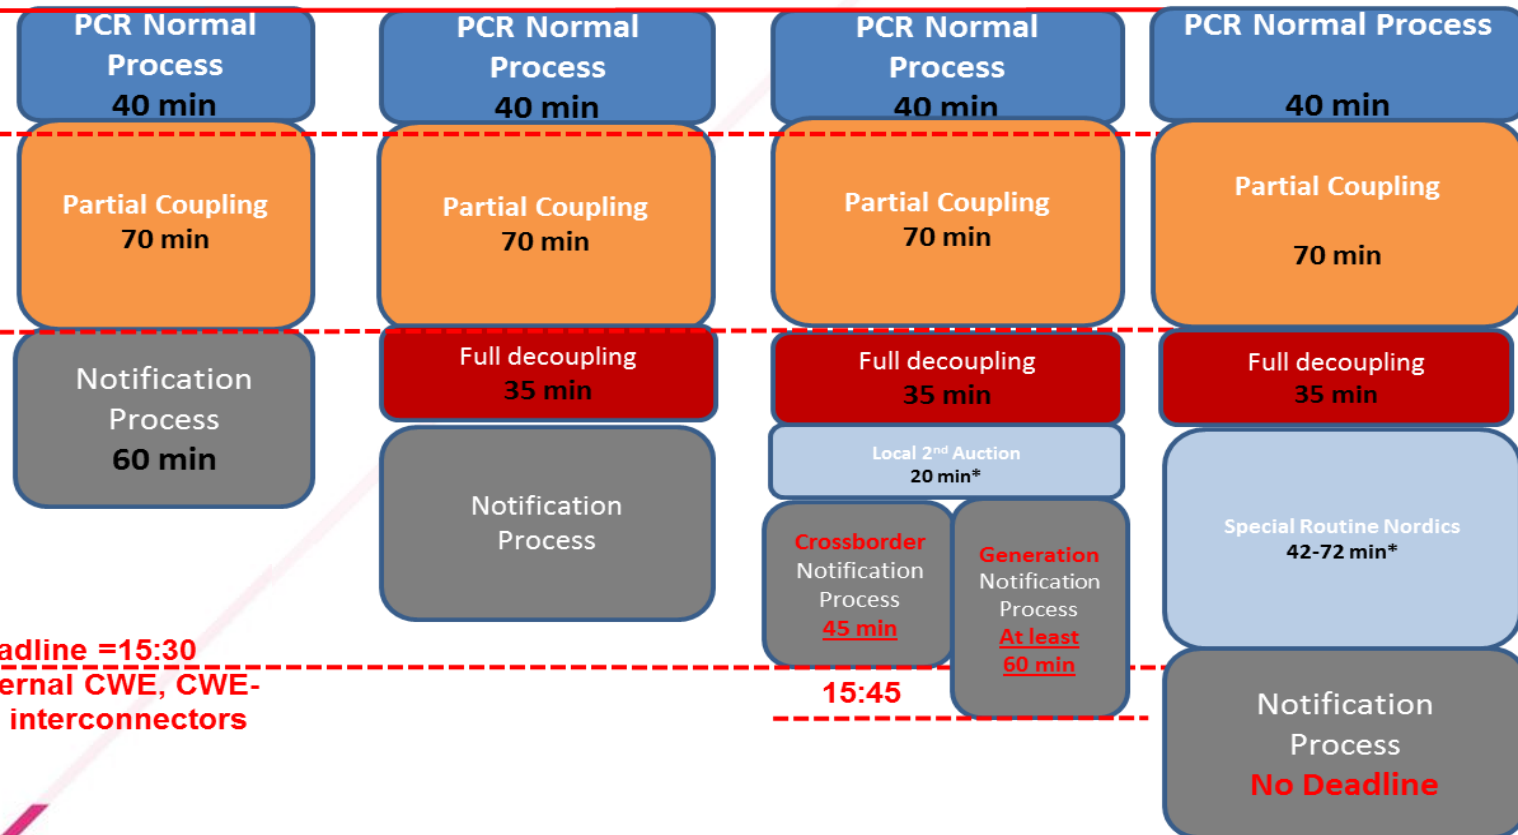 PCR Normal
Process
40 min
Partial Coupling
70 min
Notification
Process
60 min
PCR Normal
Process
40 min
Partial Coupling
70 min
Full decoupling
35 min
Notification
Process
PCR Normal
Process
40 min
Partial Coupling
70 min
Full decoupling
35 min
Local 2nd Auction
20 min*
Crossborder
Notification
Process
45 min
Generation
Notification
Process
At least
60 min
15:45
PCR Normal Process
40 min
Partial Coupling
70 min
Full decoupling
35 min
Special Routine Nordics
42-72 min*
Notification
Process
No Deadline
adline =15:30
ernal CWE, CWE-
interconnectors